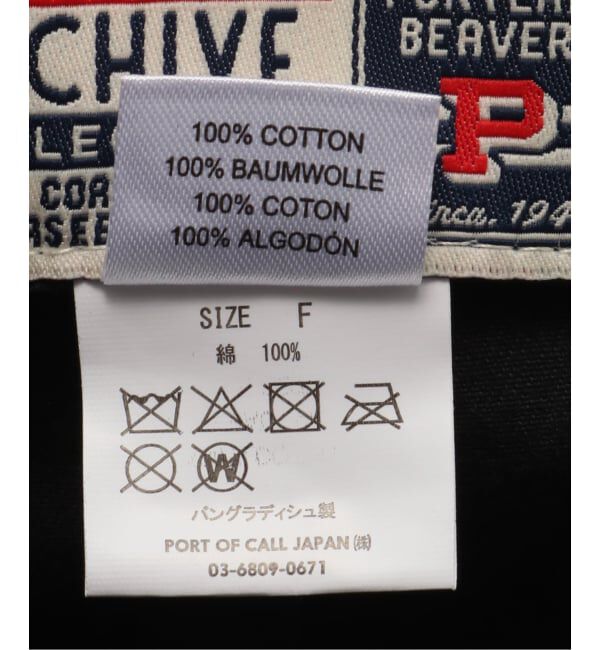 BEAVER
P
100% COTTON
100% BAUMWOLLE
100% COTON
100% ALGODÓN
SIZE F
綿 100%
W
バングラディシュ製
PORT OF CALL JAPAN ㈱
03-6809-0671